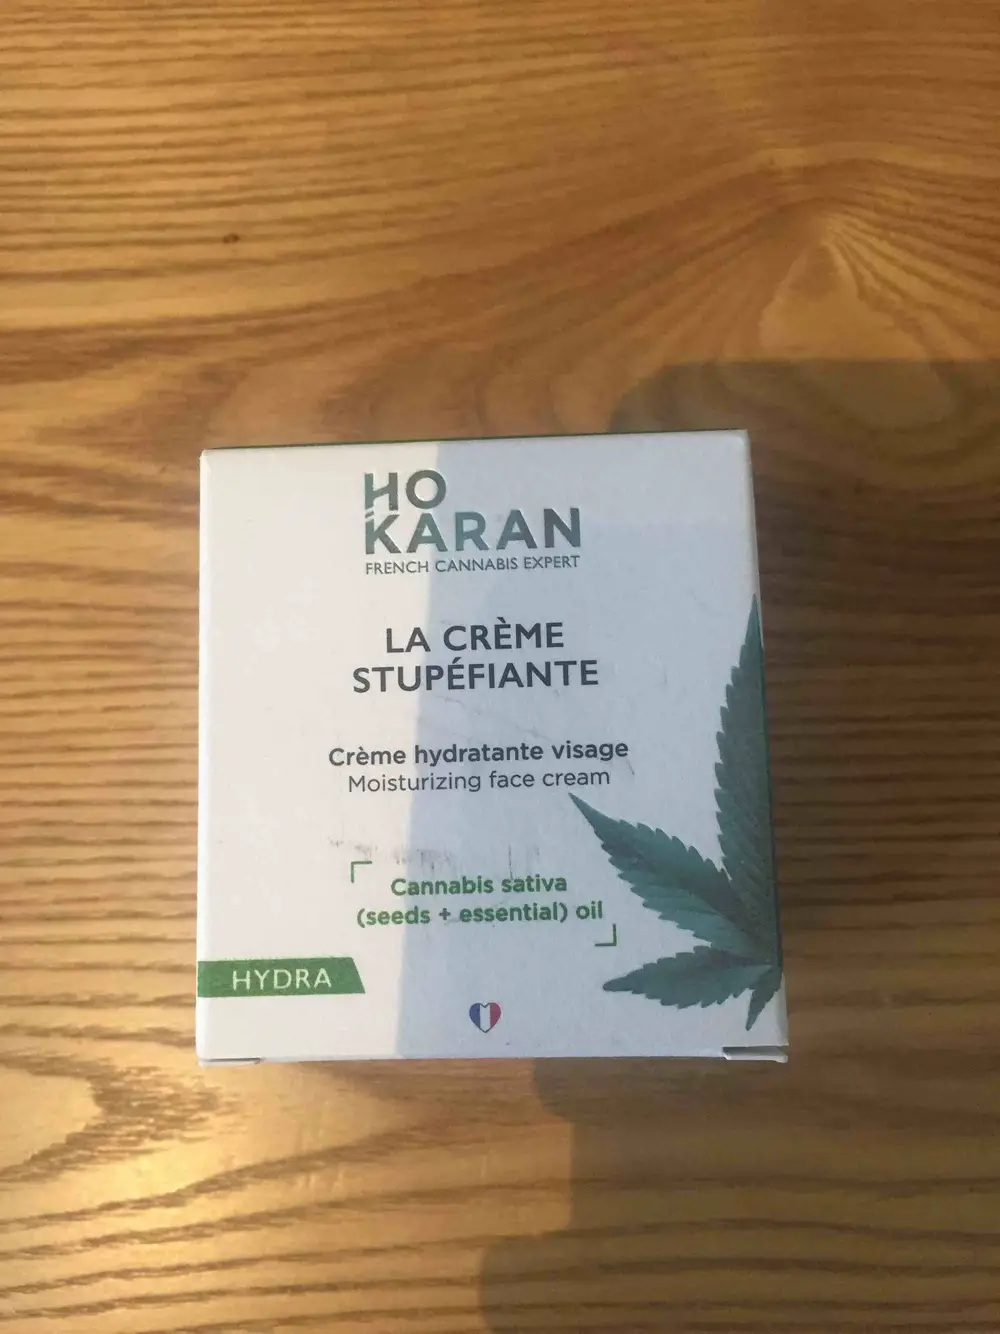 HO
KARAN
FRENCH CANNABIS EXPERT
LA CRÈME
STUPÉFIANTE
Crème hydratante visage
Moisturizing face cream
Cannabis sativa
(seeds + essential) oil
HYDRA